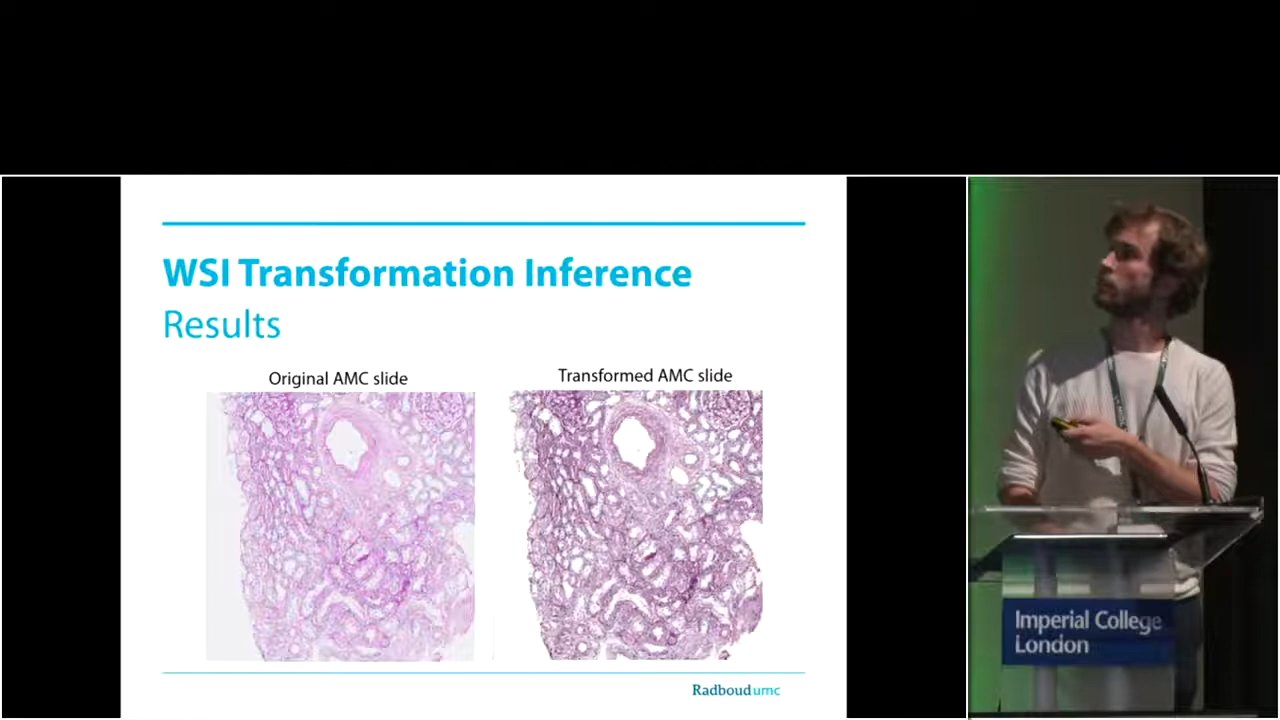 WSI Transformation Inference
Results
Original AMC slide
Transformed AMC slide
Radboudumc
Imperial College
London